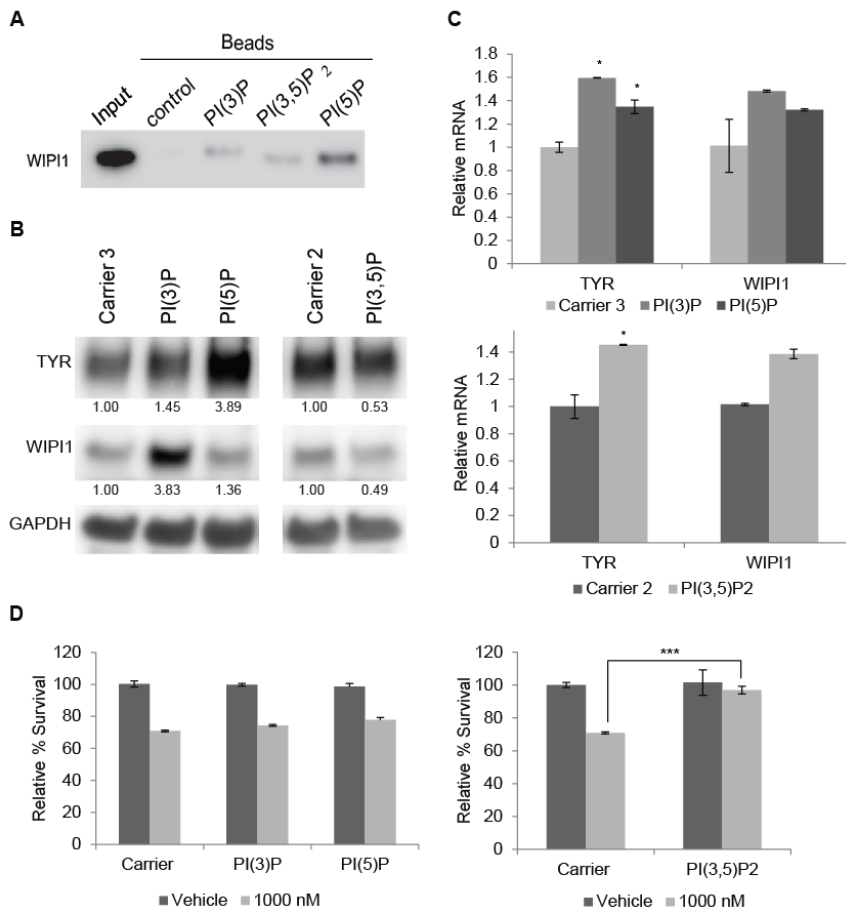 A
Beads
Input control PI(3)P PI(3,5)P2 PI(5)P
WIPI1
B
Carrier 3 PI(3)P PI(5)P Carrier 2 PI(3,5)P
TYR
1.00 1.45 3.89 1.00 0.53
WIPI1
1.00 3.83 1.36 1.00 0.49
GAPDH
C
Relative mRNA
1.8
1.6
1.4
1.2
1
0.8
0.6
0.4
0.2
0
* *
TYR WIPI1
Carrier 3 PI(3)P PI(5)P
Relative mRNA
1.4
1.2
1
0.8
0.6
0.4
0.2
0
*
TYR WIPI1
Carrier 2 PI(3,5)P2
D
Relative % Survival
120
100
80
60
40
20
0
Carrier PI(3)P PI(5)P
Vehicle 1000 nM
Relative % Survival
120
100
80
60
40
20
0
***
Carrier PI(3,5)P2
Vehicle 1000 nM